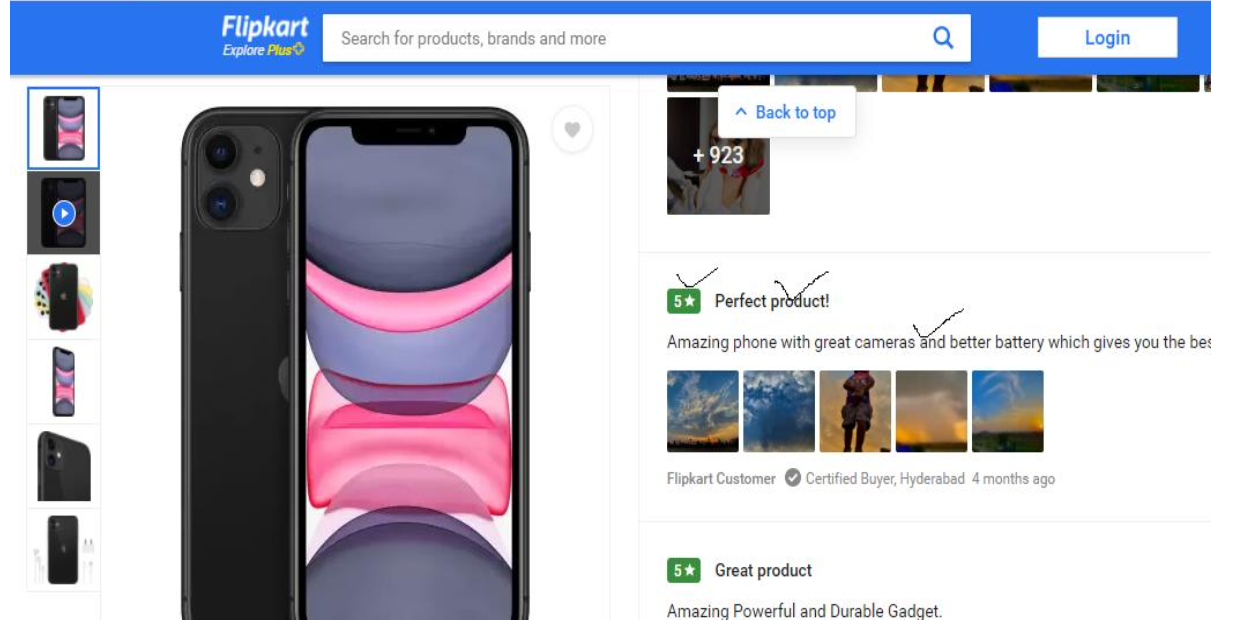 Flipkart
Explore Plus
Search for products, brands and more
Login
Back to top
+ 923
5★ Perfect product!
Amazing phone with great cameras and better battery which gives you the bes
Flipkart Customer Certified Buyer, Hyderabad 4 months ago
5★ Great product
Amazing Powerful and Durable Gadget.